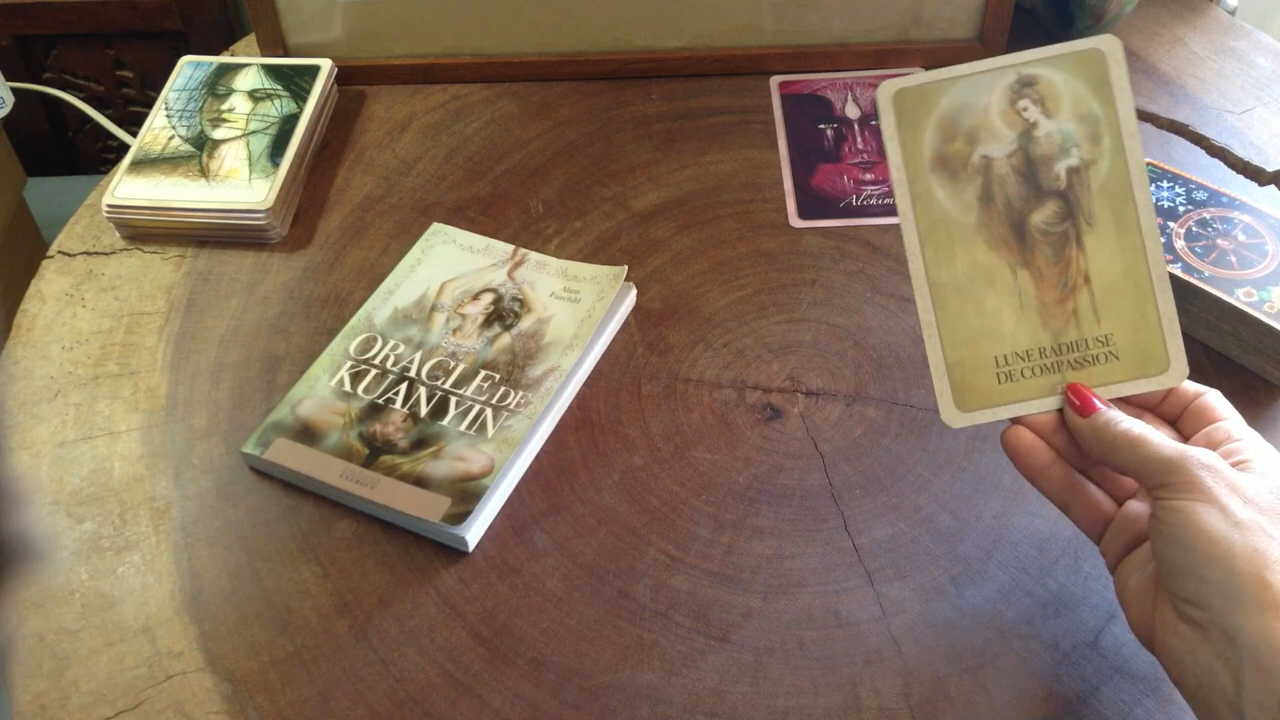 Alana
Fairchild
ORACLE DE
KUAN YIN
Alchim
LUNE RADIEUSE
DE COMPASSION